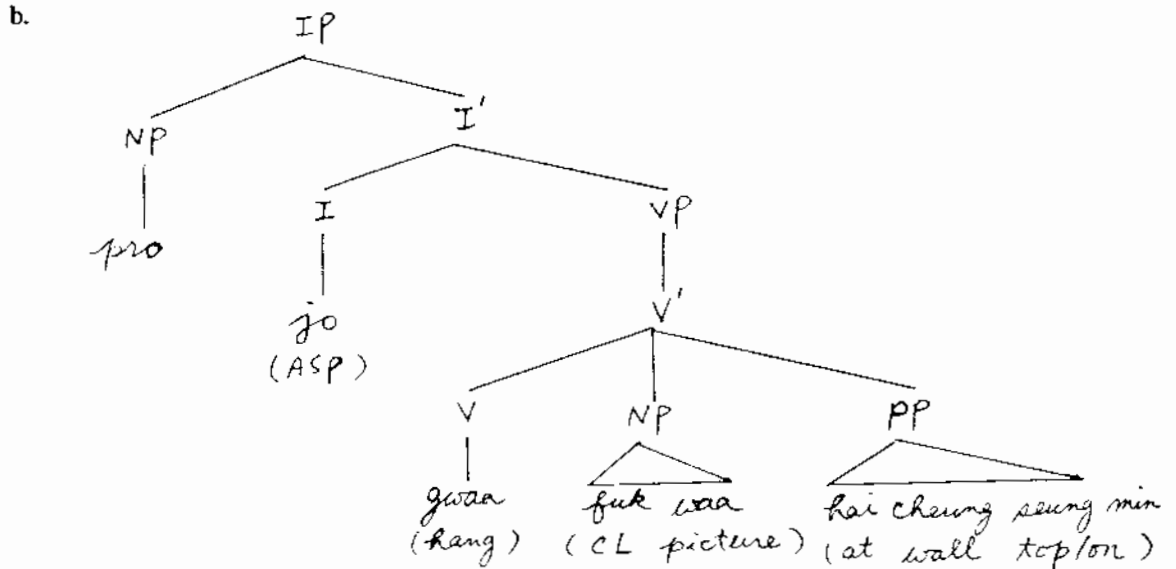 b.
IP
NP I'
pro I VP
jo V'
(ASP)
V NP PP
gwaa fuk waa hai cheung seung min
(hang) (CL picture) (at wall top/on)